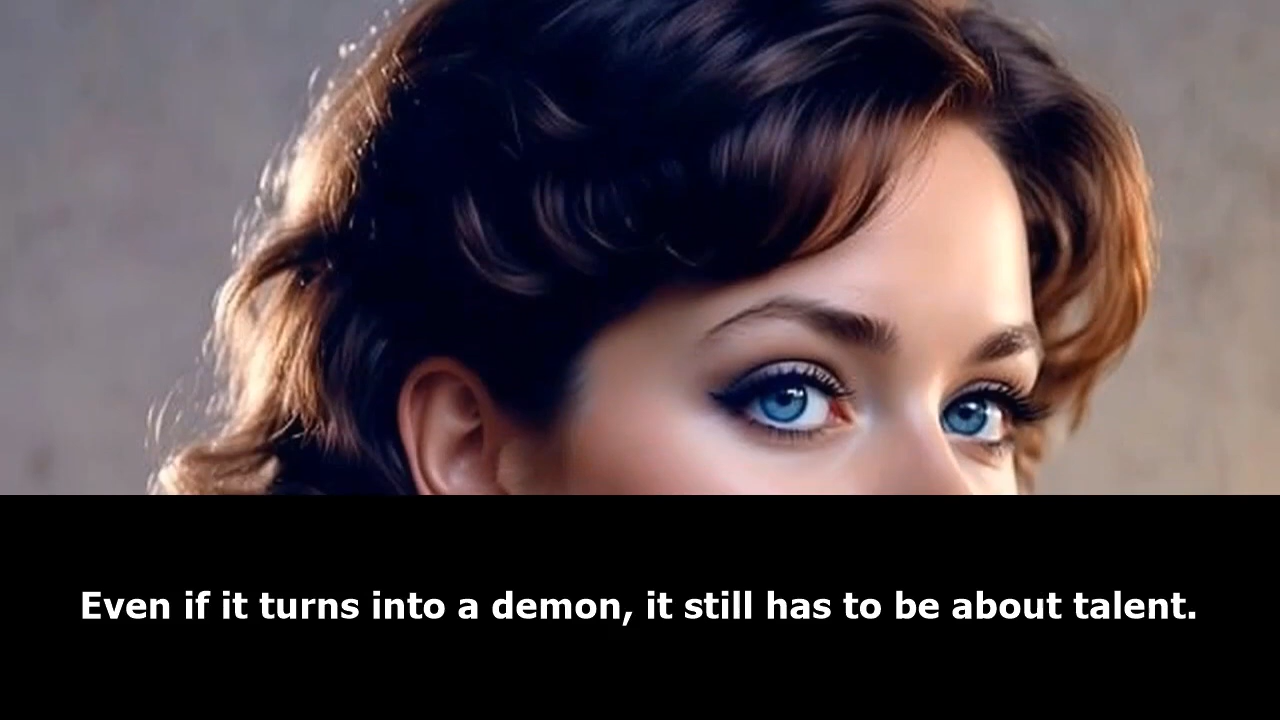 Even if it turns into a demon, it still has to be about talent.